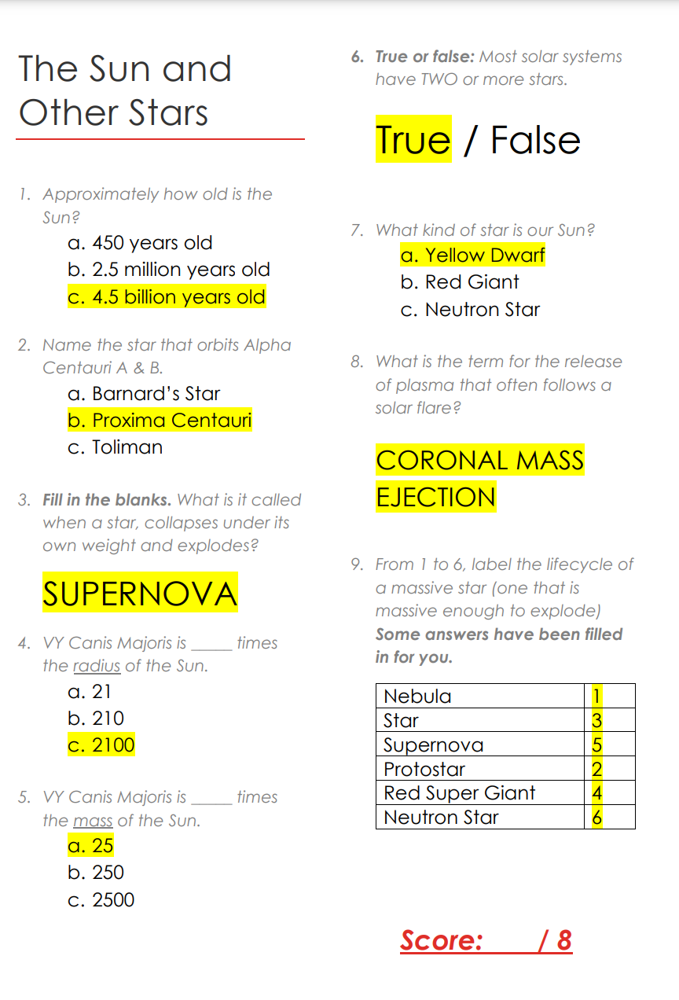 The Sun and
Other Stars
1. Approximately how old is the
Sun?
a. 450 years old
b. 2.5 million years old
c. 4.5 billion years old
2. Name the star that orbits Alpha
Centauri A & B.
a. Barnard’s Star
b. Proxima Centauri
c. Toliman
3. Fill in the blanks. What is it called
when a star, collapses under its
own weight and explodes?
SUPERNOVA
4. VY Canis Majoris is _____ times
the radius of the Sun.
a. 21
b. 210
c. 2100
5. VY Canis Majoris is _____ times
the mass of the Sun.
a. 25
b. 250
c. 2500
6. True or false: Most solar systems
have TWO or more stars.
True / False
7. What kind of star is our Sun?
a. Yellow Dwarf
b. Red Giant
c. Neutron Star
8. What is the term for the release
of plasma that often follows a
solar flare?
CORONAL MASS
EJECTION
9. From 1 to 6, label the lifecycle of
a massive star (one that is
massive enough to explode)
Some answers have been filled
in for you.
Nebula 1
Star 3
Supernova 5
Protostar 2
Red Super Giant 4
Neutron Star 6
Score: / 8